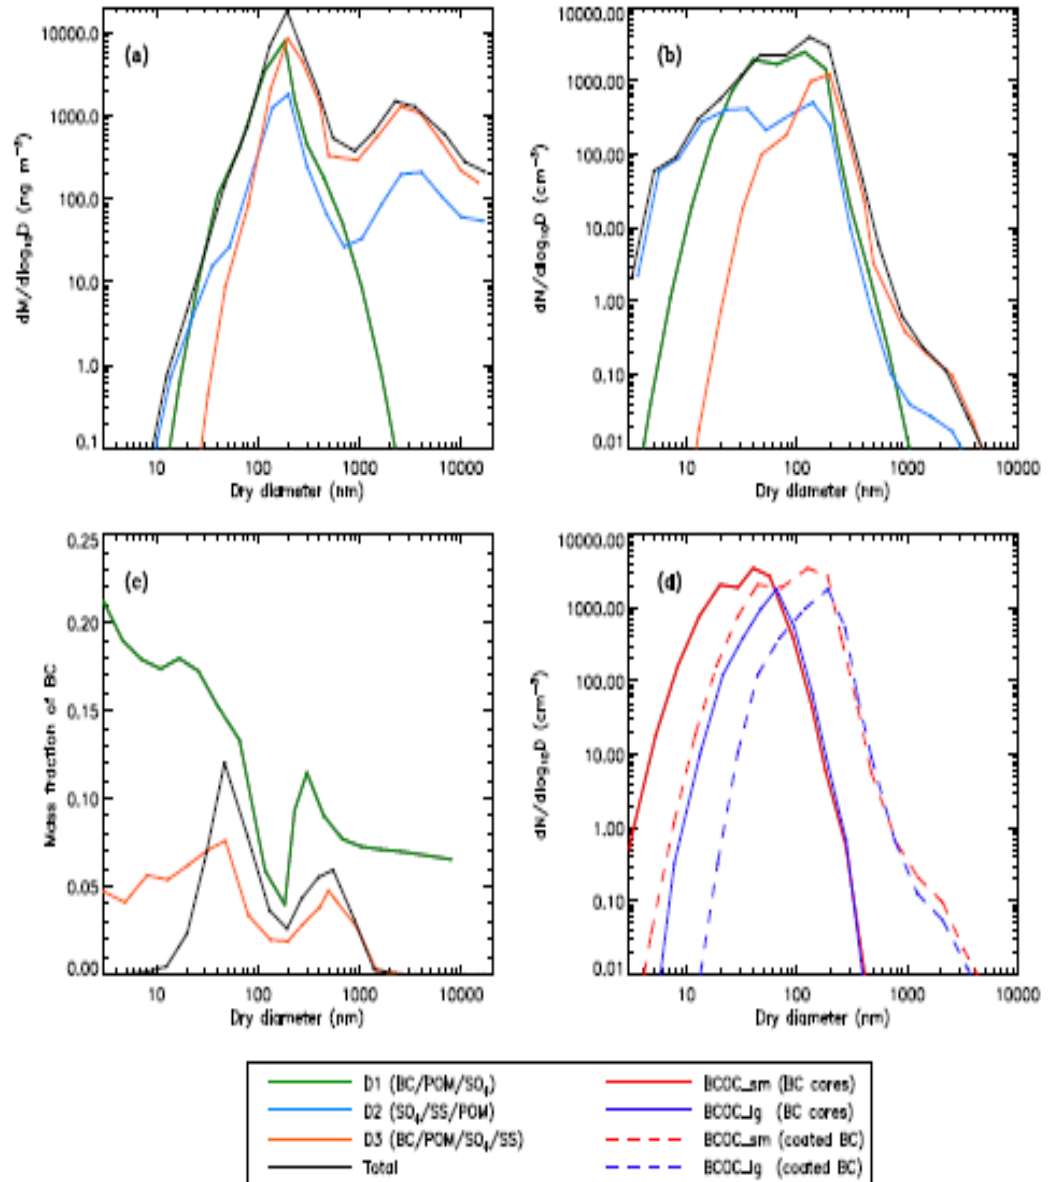 (a)
dM/dlog₁₀D (ng m⁻³)
10000.0
1000.0
100.0
10.0
1.0
0.1
10 100 1000 10000
Dry diameter (nm)
(b)
dN/dlog₁₀D (cm⁻³)
10000.00
1000.00
100.00
10.00
1.00
0.10
0.01
10 100 1000 10000
Dry diameter (nm)
(c)
Mass fraction of BC
0.25
0.20
0.15
0.10
0.05
0.00
10 100 1000 10000
Dry diameter (nm)
(d)
dN/dlog₁₀D (cm⁻³)
10000.00
1000.00
100.00
10.00
1.00
0.10
0.01
10 100 1000 10000
Dry diameter (nm)
D1 (BC/POM/SO₄)
D2 (SO₄/SS/POM)
D3 (BC/POM/SO₄/SS)
Total
BCOC_sm (BC cores)
BCOC_lg (BC cores)
BCOC_sm (coated BC)
BCOC_lg (coated BC)